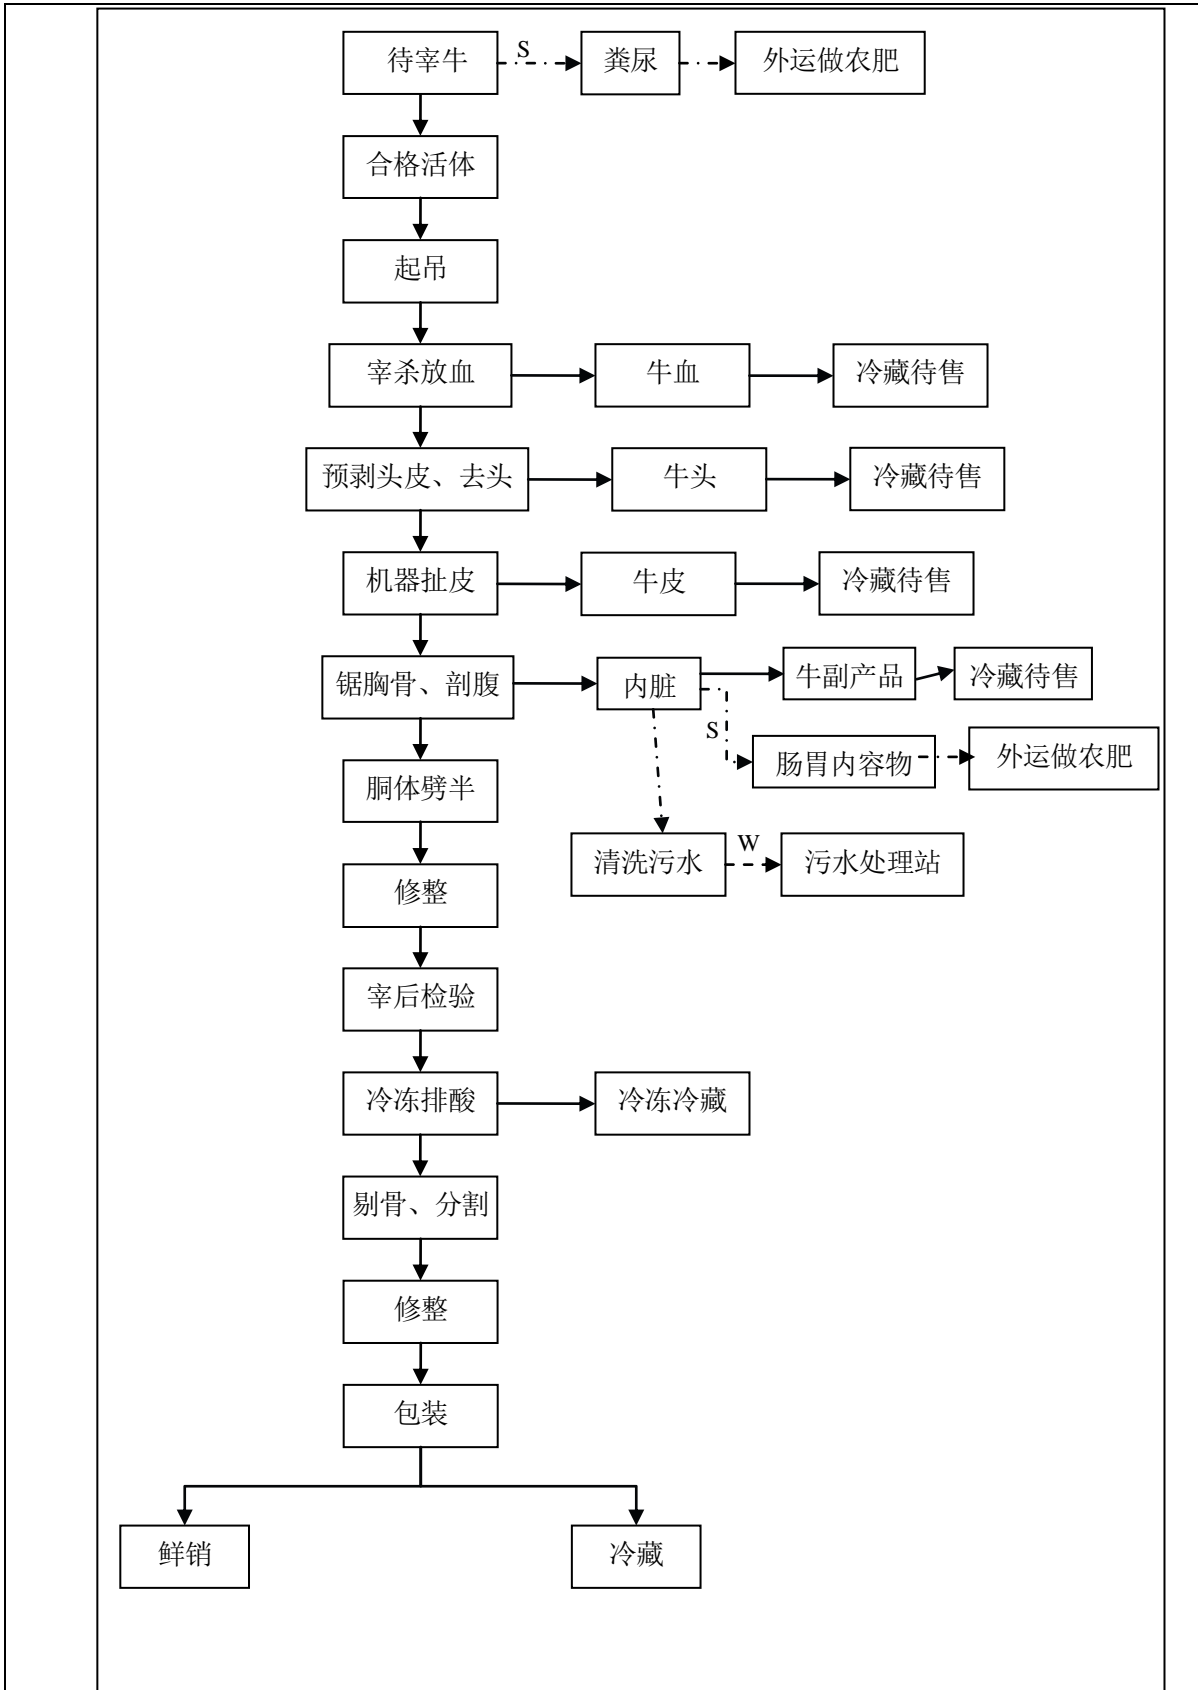 待宰牛
S
粪尿
外运做农肥
合格活体
起吊
宰杀放血
牛血
冷藏待售
预剥头皮、去头
牛头
冷藏待售
机器扯皮
牛皮
冷藏待售
锯胸骨、剖腹
内脏
牛副产品
冷藏待售
S
肠胃内容物
外运做农肥
胴体劈半
清洗污水
W
污水处理站
修整
宰后检验
冷冻排酸
冷冻冷藏
剔骨、分割
修整
包装
鲜销
冷藏